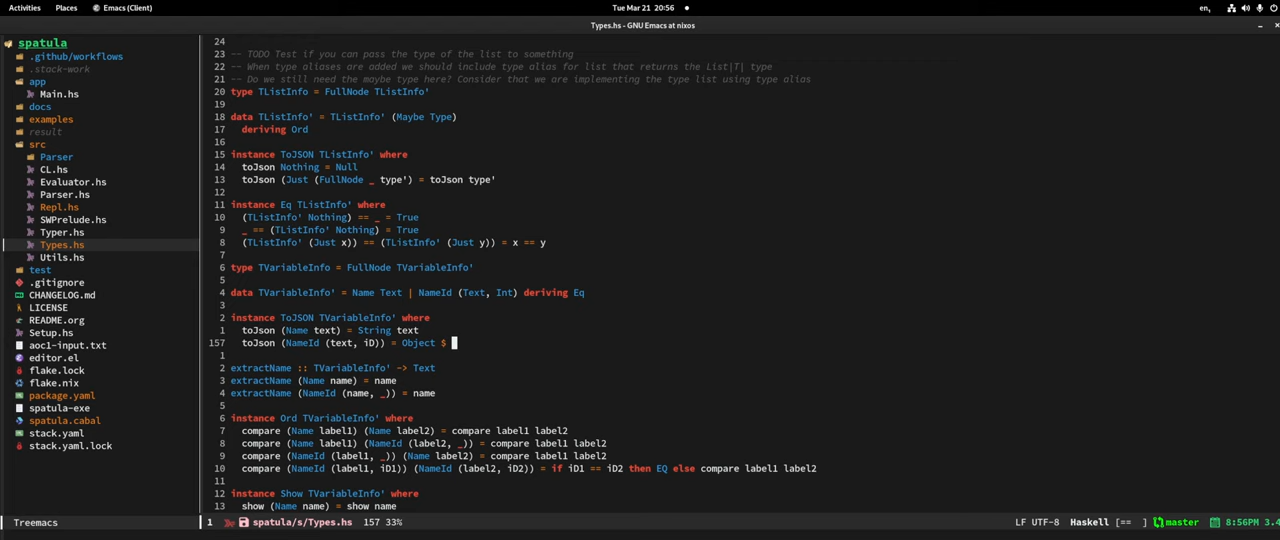 Activities Places Emacs (Client) Tue Mar 21 20:56 en,
Types.hs - GNU Emacs at nixos
spatula
.github/workflows
.stack-work
app
Main.hs
docs
examples
result
src
Parser
CL.hs
Evaluator.hs
Parser.hs
Repl.hs
SWPrelude.hs
Typer.hs
Types.hs
Utils.hs
test
.gitignore
CHANGELOG.md
LICENSE
README.org
Setup.hs
aoc1-input.txt
editor.el
flake.lock
flake.nix
package.yaml
spatula-exe
spatula.cabal
stack.yaml
stack.yaml.lock
24
23 -- TODO Test if you can pass the type of the list to something
22 -- When type aliases are added we should include type alias for list that returns the List|T| type
21 -- Do we still need the maybe type here? Consider that we are implementing the type list using type alias
20 type TListInfo = FullNode TListInfo'
19
18 data TListInfo' = TListInfo' (Maybe Type)
17 deriving Ord
16
15 instance ToJSON TListInfo' where
14 toJson Nothing = Null
13 toJson (Just (FullNode _ type') = toJson type'
12
11 instance Eq TListInfo' where
10 (TListInfo' Nothing) == _ = True
9 _ == (TListInfo' Nothing) = True
8 (TListInfo' (Just x)) == (TListInfo' (Just y)) = x == y
7
6 type TVariableInfo = FullNode TVariableInfo'
5
4 data TVariableInfo' = Name Text | NameId (Text, Int) deriving Eq
3
2 instance ToJSON TVariableInfo' where
1 toJson (Name text) = String text
157 toJson (NameId (text, iD)) = Object $
1
2 extractName :: TVariableInfo' -> Text
3 extractName (Name name) = name
4 extractName (NameId (name, _)) = name
5
6 instance Ord TVariableInfo' where
7 compare (Name label1) (Name label2) = compare label1 label2
8 compare (Name label1) (NameId (label2, _)) = compare label1 label2
9 compare (NameId (label1, _)) (Name label2) = compare label1 label2
10 compare (NameId (label1, iD1)) (NameId (label2, iD2)) = if iD1 == iD2 then EQ else compare label1 label2
11
12 instance Show TVariableInfo' where
13 show (Name name) = show name
Treemacs 1 spatula/s/Types.hs 157 33% LF UTF-8 Haskell [== ] master 8:56PM 3.4